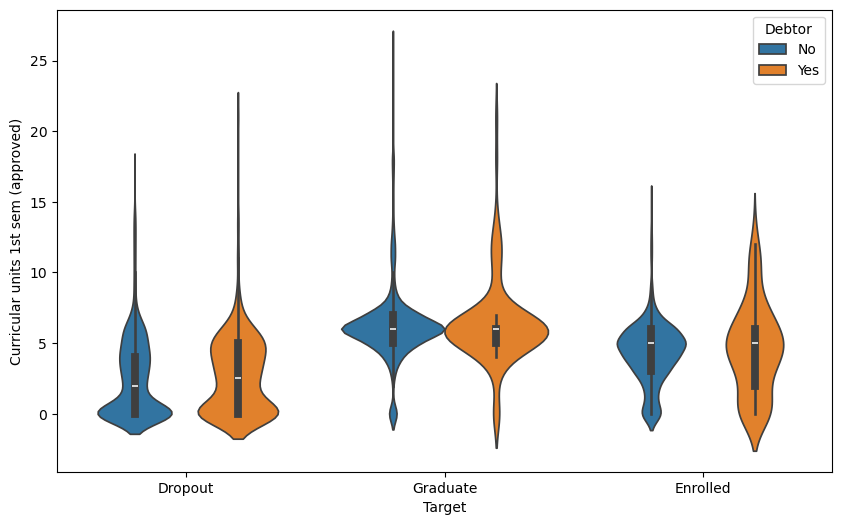 Debtor
No
Yes
Curricular units 1st sem (approved)
25
20
15
10
5
0
Dropout Graduate Enrolled
Target